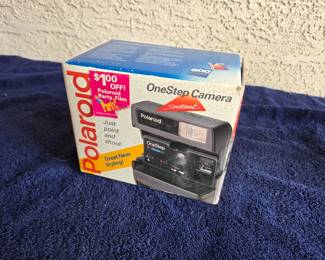 600
Polaroid
$1.00
OFF!
Polaroid
Party Film
OneStep Camera
Instant
Just
point
and
shoot.
Great New
Styling!
Polaroid
OneStep